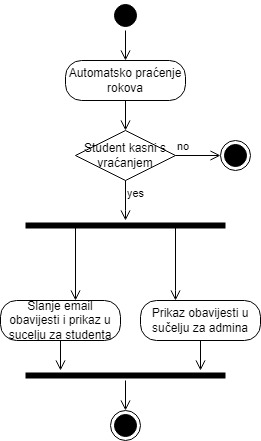 Automatsko praćenje
rokova
Student kasni s
vraćanjem
no
yes
Slanje email
obavijesti i prikaz u
sucelju za studenta
Prikaz obavijesti u
sučelju za admina